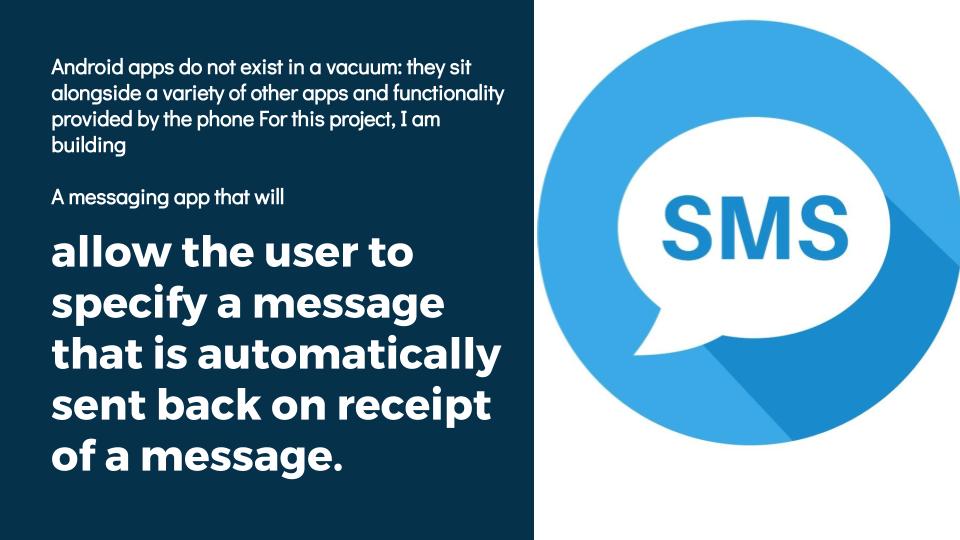 Android apps do not exist in a vacuum: they sit
alongside a variety of other apps and functionality
provided by the phone For this project, I am
building
A messaging app that will
allow the user to
specify a message
that is automatically
sent back on receipt
of a message.
SMS